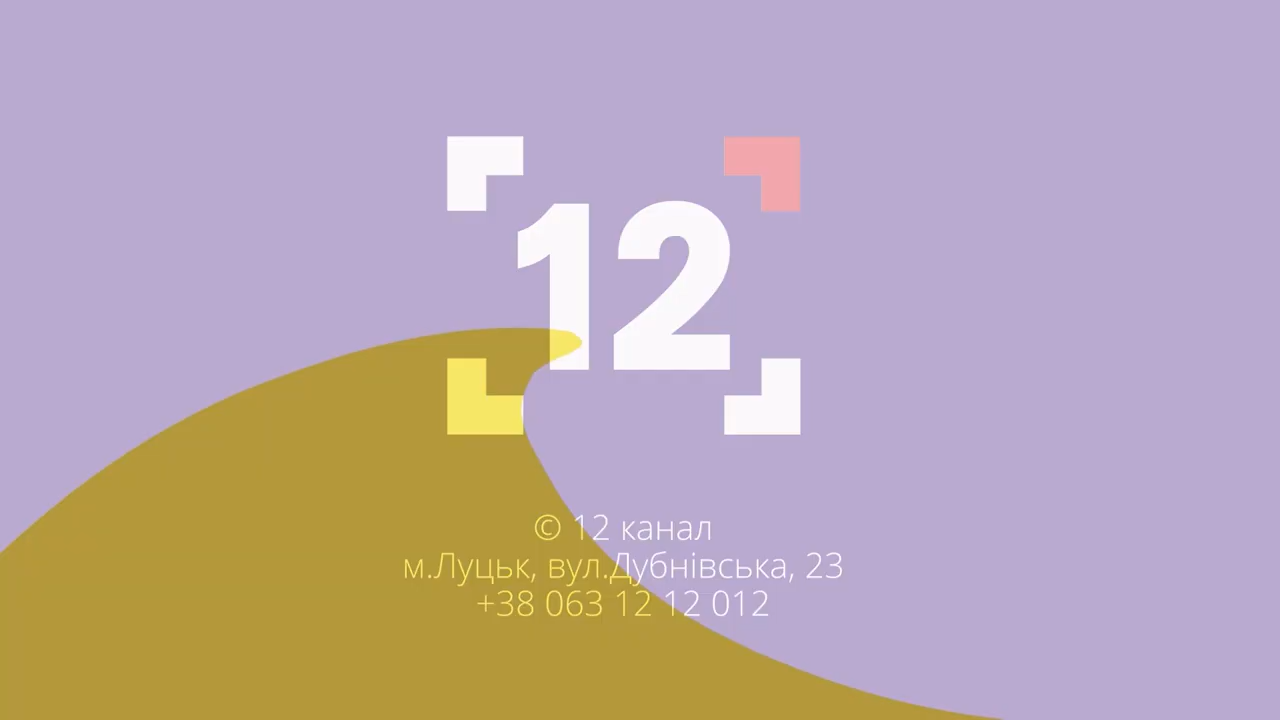 12
© 12 канал
м.Луцьк, вул.Дубнівська, 23
+38 063 12 12 012